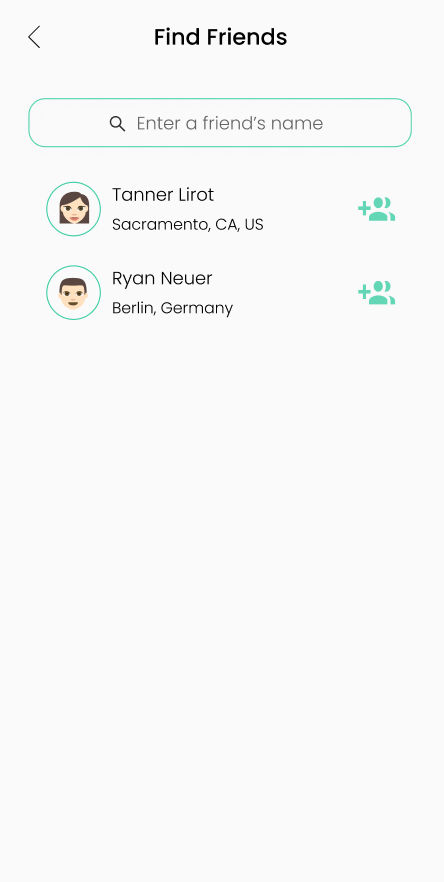 Find Friends
Enter a friend’s name
Tanner Lirot
Sacramento, CA, US
Ryan Neuer
Berlin, Germany